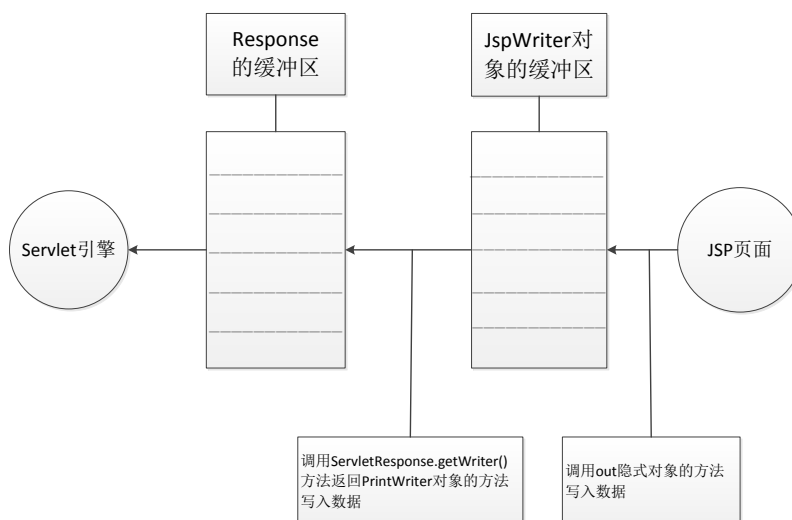 Response
的缓冲区
JspWriter对
象的缓冲区
Servlet引擎
JSP页面
调用ServletResponse.getWriter()
方法返回PrintWriter对象的方法
写入数据
调用out隐式对象的方法
写入数据